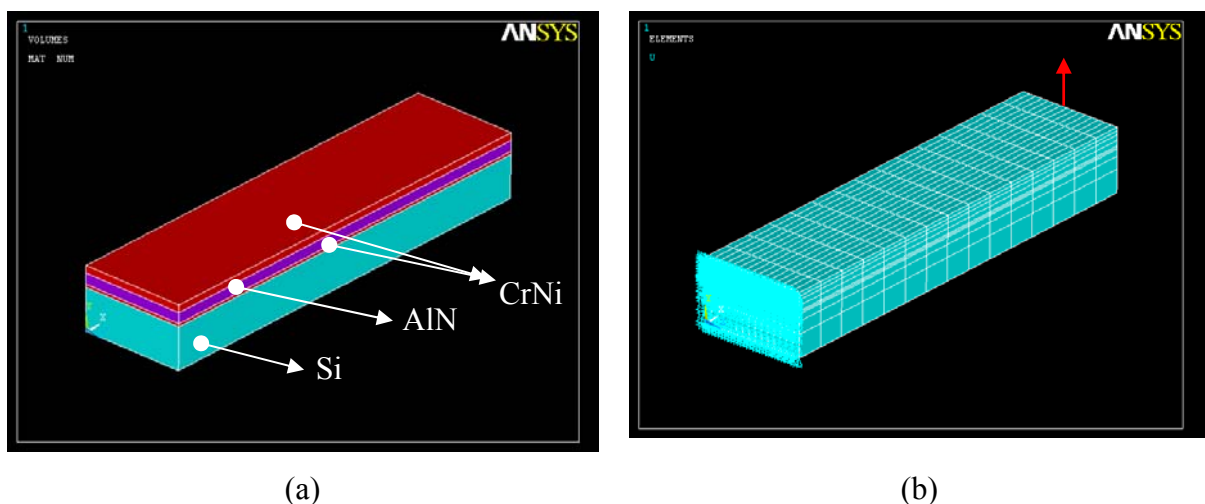 1
VOLUMES
MAT NUM
ANSYS
Y
X
CrNi
AlN
Si
(a)
1
ELEMENTS
U
ANSYS
X
(b)